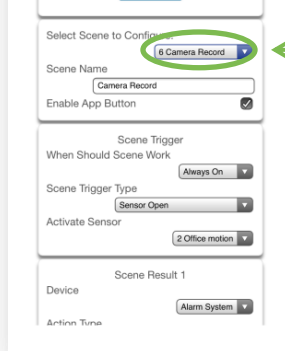 Select Scene to Configure:
6 Camera Record
Scene Name
Camera Record
Enable App Button
Scene Trigger
When Should Scene Work
Always On
Scene Trigger Type
Sensor Open
Activate Sensor
2 Office motion
Scene Result 1
Device
Alarm System
Action Type